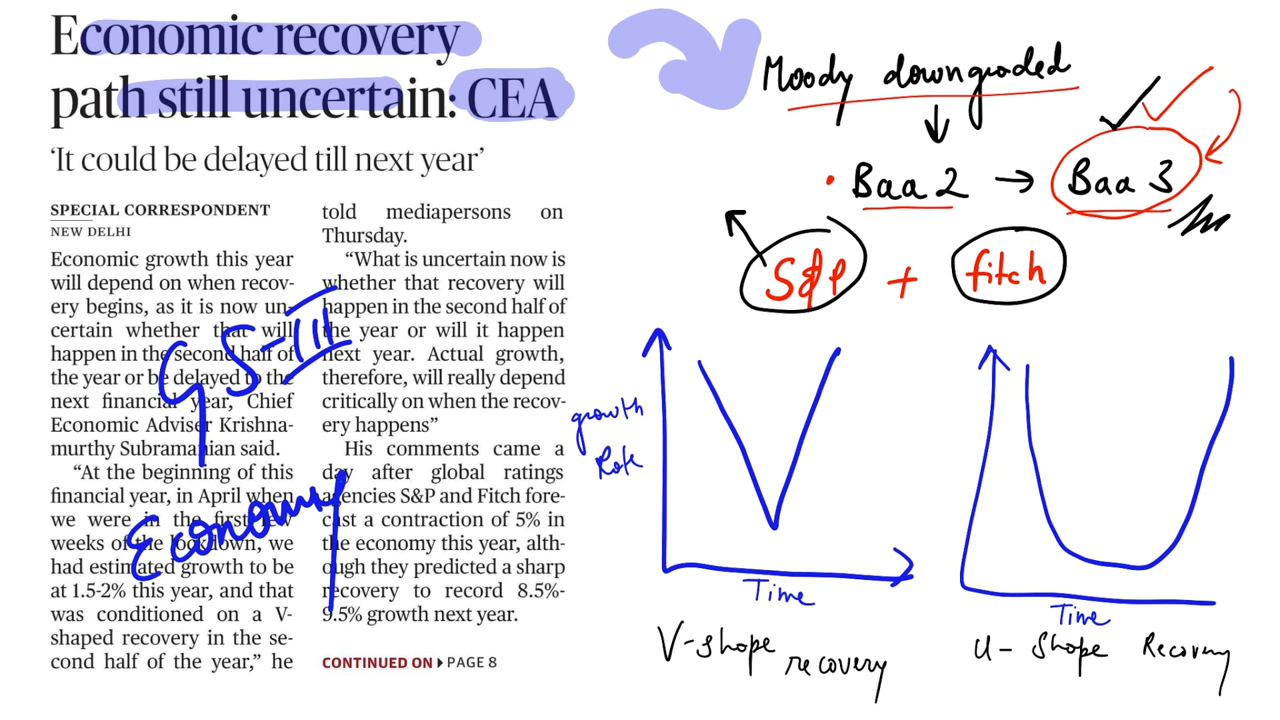 Economic recovery
path still uncertain: CEA
'It could be delayed till next year'
SPECIAL CORRESPONDENT
NEW DELHI
Economic growth this year
will depend on when recov-
ery begins, as it is now un-
certain whether that will
happen in the second half of
the year or be delayed to the
next financial year, Chief
Economic Adviser Krishna-
murthy Subramanian said.
"At the beginning of this
financial year, in April when
we were in the first few
weeks of the lockdown, we
had estimated growth to be
at 1.5-2% this year, and that
was conditioned on a V-
shaped recovery in the se-
cond half of the year," he
told mediapersons on
Thursday.
"What is uncertain now is
whether that recovery will
happen in the second half of
the year or will it happen
next year. Actual growth,
therefore, will really depend
critically on when the recov-
ery happens"
His comments came a
day after global ratings
agencies S&P and Fitch fore-
cast a contraction of 5% in
the economy this year, alth-
ough they predicted a sharp
recovery to record 8.5%-
9.5% growth next year.
CONTINUED ON PAGE 8
GS-III
Economy
Moody downgraded
Baa 2 → Baa 3
S&P + fitch
growth
Rate
Time
V-shape recovery
Time
U- Shape Recovery